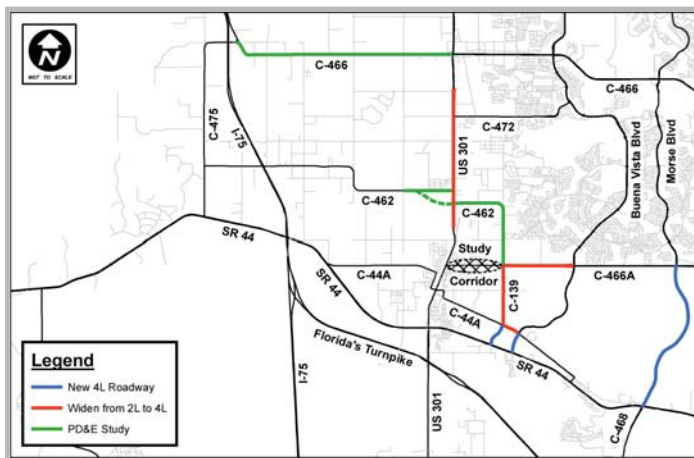 N
NOT TO SCALE
C-466
C-466
C-475
I-75
US 301
C-472
Buena Vista Blvd
Morse Blvd
C-462
C-462
SR 44
Study
Corridor
C-44A
SR 44
C-466A
C-139
C-44A
Florida's Turnpike
SR 44
I-75
US 301
C-468
Legend
New 4L Roadway
Widen from 2L to 4L
PD&E Study